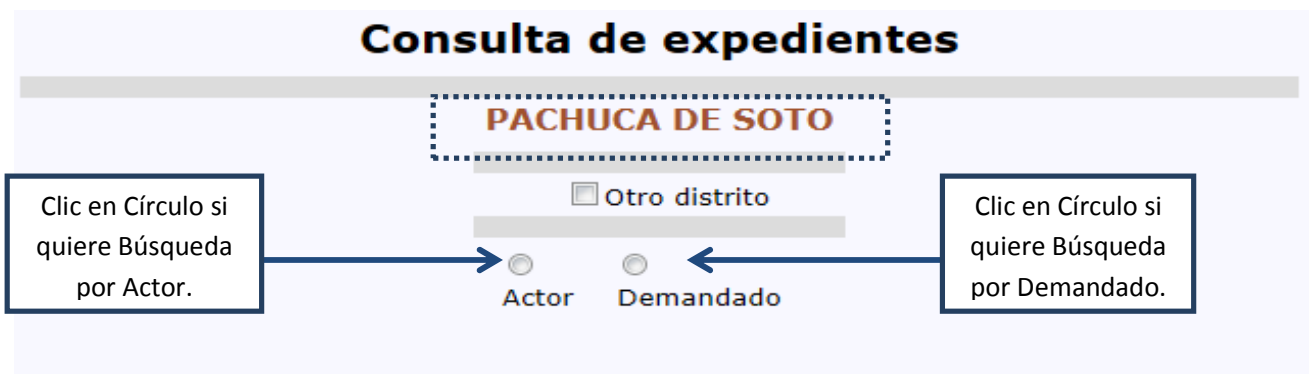 Consulta de expedientes
PACHUCA DE SOTO
Otro distrito
Clic en Círculo si
quiere Búsqueda
por Actor.
Actor Demandado
Clic en Círculo si
quiere Búsqueda
por Demandado.